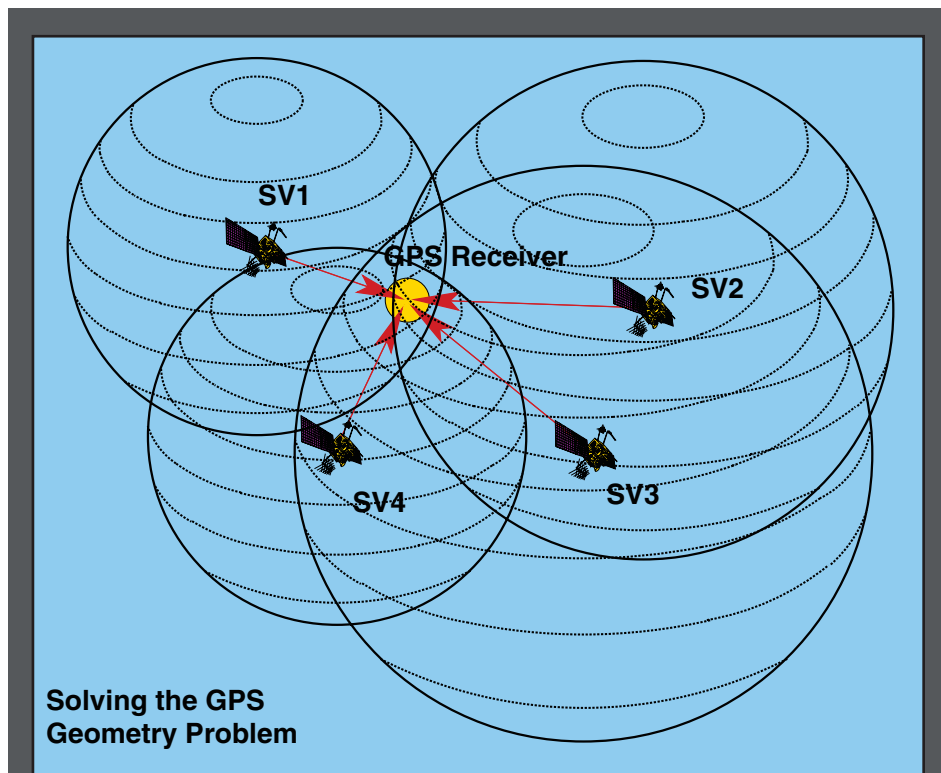 SV1
GPS Receiver
SV2
SV4
SV3
Solving the GPS
Geometry Problem